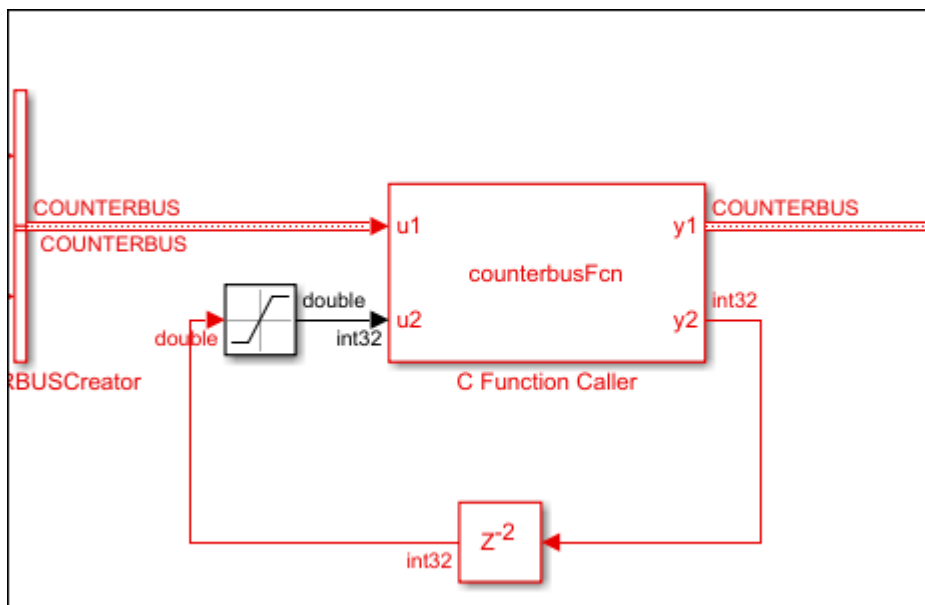 COUNTERBUS
COUNTERBUS
u1
y1
COUNTERBUS
counterbusFcn
double
double
int32
u2
y2
int32
RBUSCreator
C Function Caller
int32
Z-2